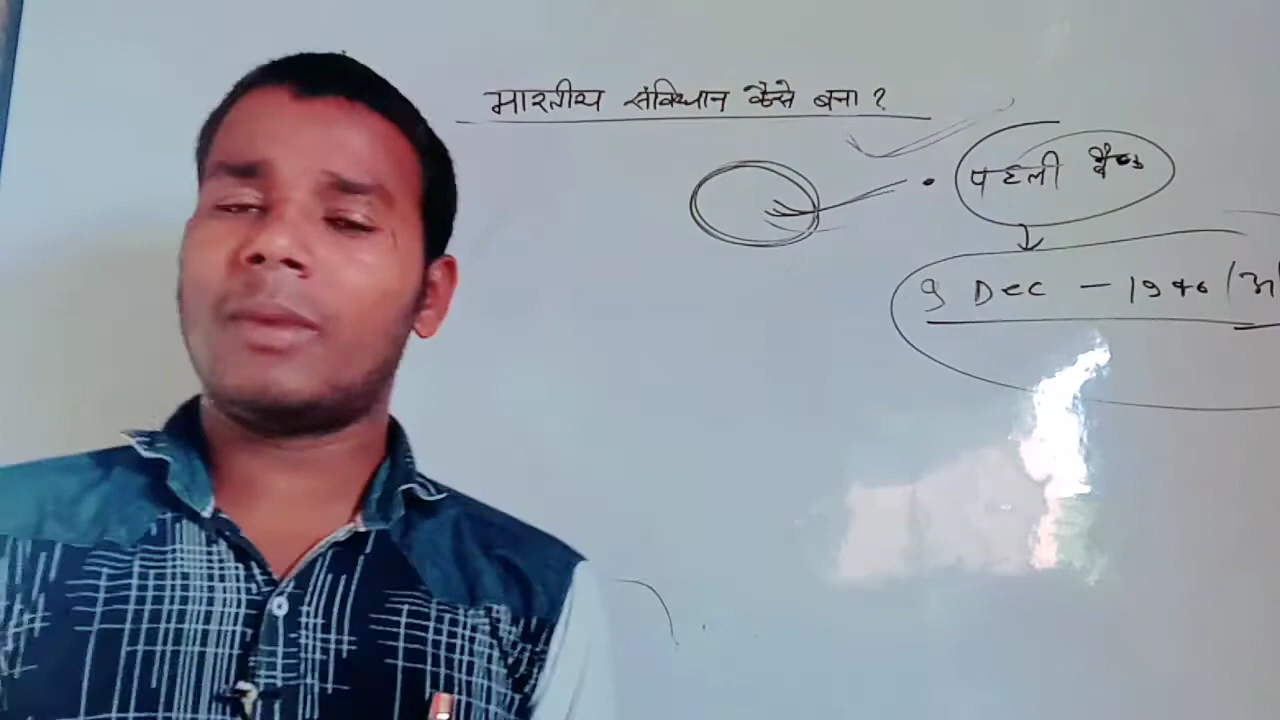 भारतीय संविधान कैसे बना ?
पहली बैठक
9 Dec - 1946 / अ